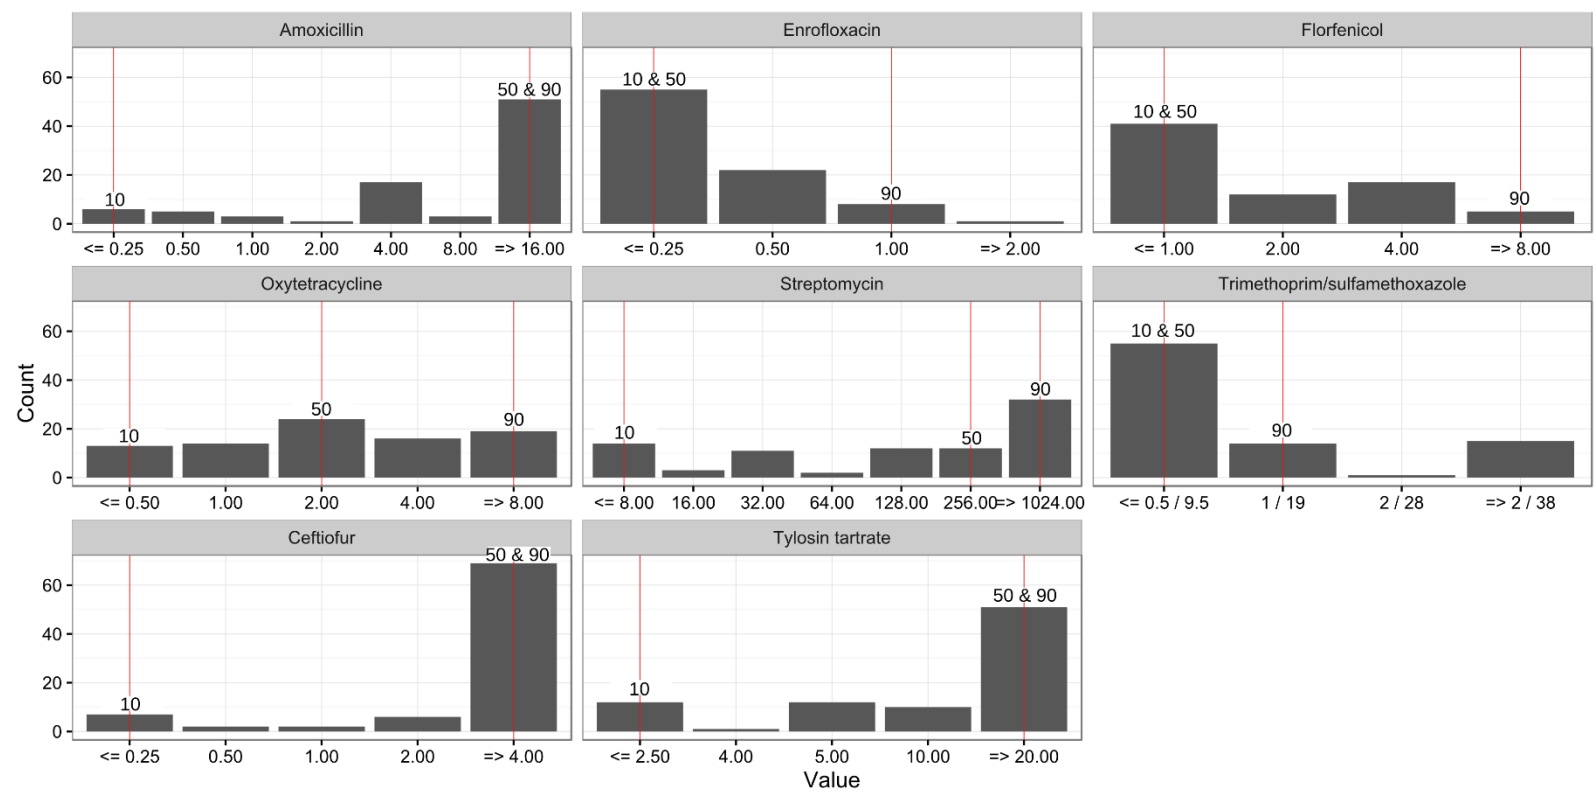 Amoxicillin Enrofloxacin Florfenicol
60
40
20
0
50 & 90
10
10 & 50
90
10 & 50
90
<= 0.25 0.50 1.00 2.00 4.00 8.00 => 16.00 <= 0.25 0.50 1.00 => 2.00 <= 1.00 2.00 4.00 => 8.00
Oxytetracycline Streptomycin Trimethoprim/sulfamethoxazole
Count
60
40
20
0
10
50
90
10
50
90
10 & 50
90
<= 0.50 1.00 2.00 4.00 => 8.00 <= 8.00 16.00 32.00 64.00 128.00 256.00 => 1024.00 <= 0.5 / 9.5 1 / 19 2 / 28 => 2 / 38
Ceftiofur Tylosin tartrate
60
40
20
0
10
50 & 90
10
50 & 90
<= 0.25 0.50 1.00 2.00 => 4.00 <= 2.50 4.00 5.00 10.00 => 20.00
Value